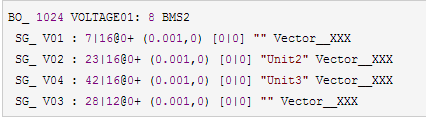 BO_ 1024 VOLTAGE01: 8 BMS2
SG_ V01 : 7|16@0+ (0.001,0) [0|0] "" Vector__XXX
SG_ V02 : 23|16@0+ (0.001,0) [0|0] "Unit2" Vector__XXX
SG_ V04 : 42|16@0+ (0.001,0) [0|0] "Unit3" Vector__XXX
SG_ V03 : 28|12@0+ (0.001,0) [0|0] "" Vector__XXX